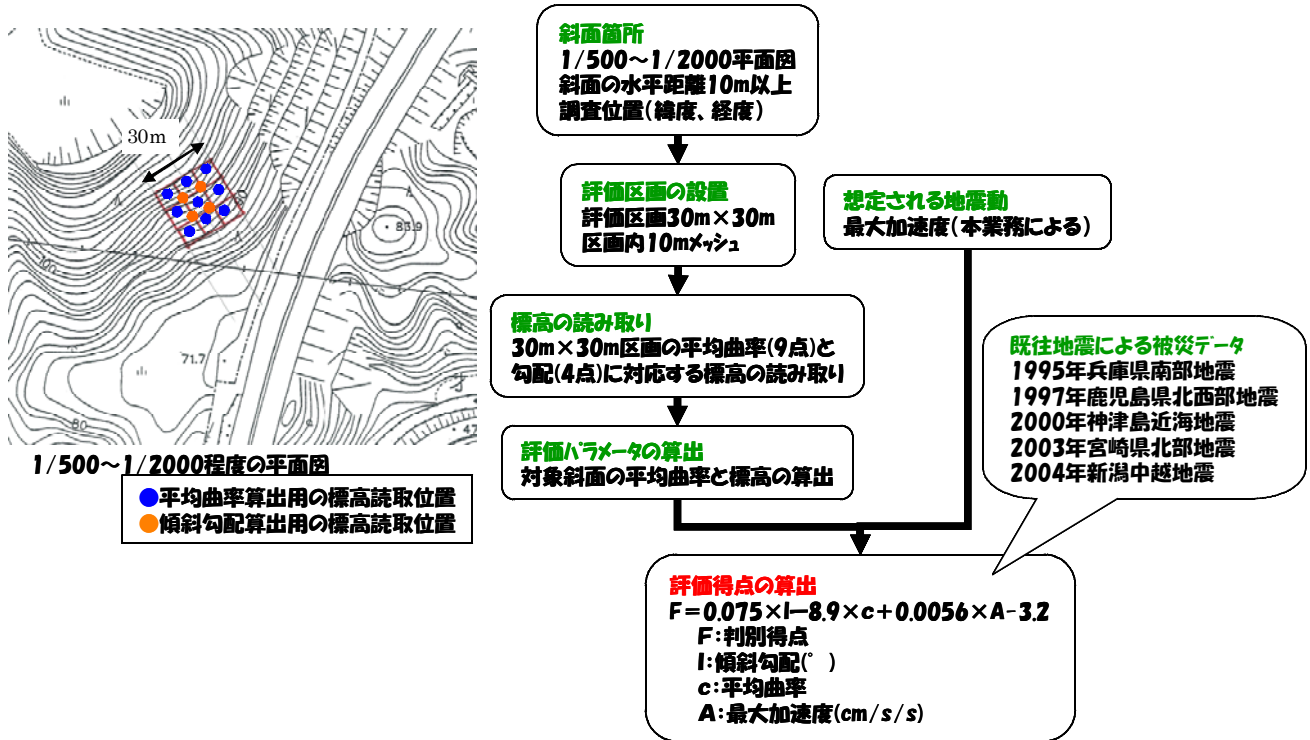 30m
83.9
100
71.7
80
1/500～1/2000程度の平面図
●平均曲率算出用の標高読取位置
●傾斜勾配算出用の標高読取位置
斜面箇所
1/500～1/2000平面図
斜面の水平距離10m以上
調査位置(緯度、経度)
評価区画の設置
評価区画30m×30m
区画内10mメッシュ
想定される地震動
最大加速度(本業務による)
標高の読み取り
30m×30m区画の平均曲率(9点)と
勾配(4点)に対応する標高の読み取り
評価パラメータの算出
対象斜面の平均曲率と標高の算出
既往地震による被災データ
1995年兵庫県南部地震
1997年鹿児島県北西部地震
2000年神津島近海地震
2003年宮崎県北部地震
2004年新潟中越地震
評価得点の算出
F=0.075×I－8.9×c+0.0056×A-3.2
F:判別得点
I:傾斜勾配(°)
c:平均曲率
A:最大加速度(cm/s/s)